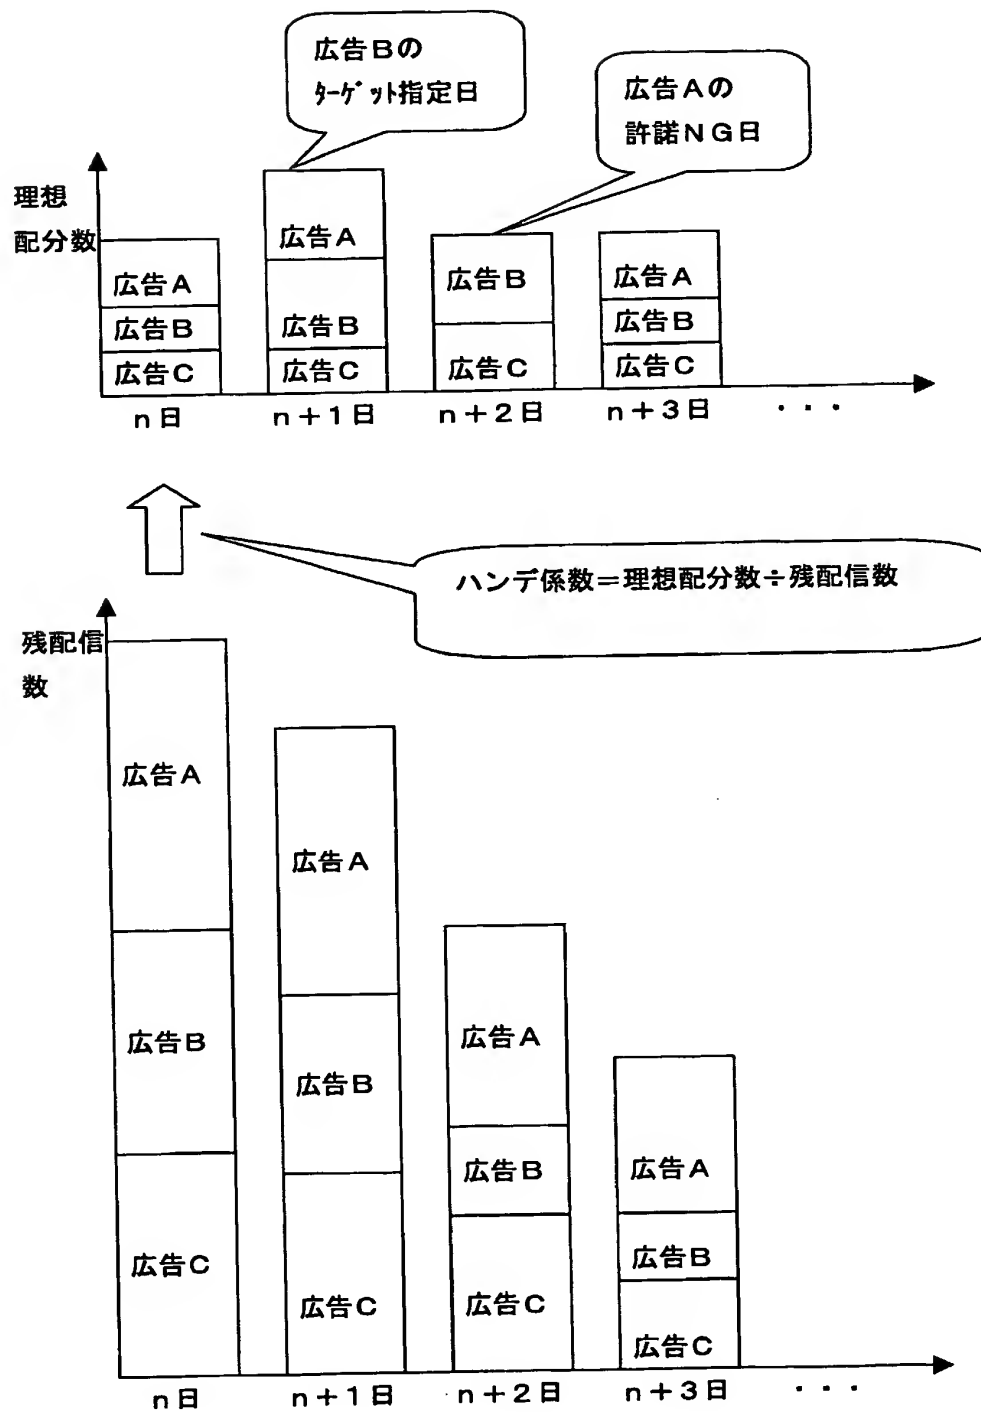 広告Bの
ﾀｰｹﾞｯﾄ指定日
広告Aの
許諾NG日
理想
配分数
広告A
広告B
広告C
広告A
広告B
広告C
広告B
広告C
広告A
広告B
広告C
n日
n+1日
n+2日
n+3日
・・・
ハンデ係数=理想配分数÷残配信数
残配信
数
広告A
広告B
広告C
広告A
広告B
広告C
広告A
広告B
広告C
広告A
広告B
広告C
n日
n+1日
n+2日
n+3日
・・・